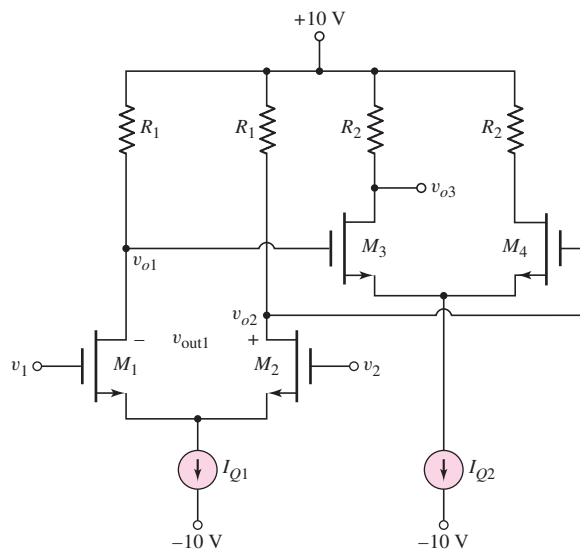 +10 V
R1 R1 R2 R2
vo3
M3 M4
vo1
vo2
− vout1 +
v1 M1 M2 v2
IQ1 IQ2
–10 V –10 V